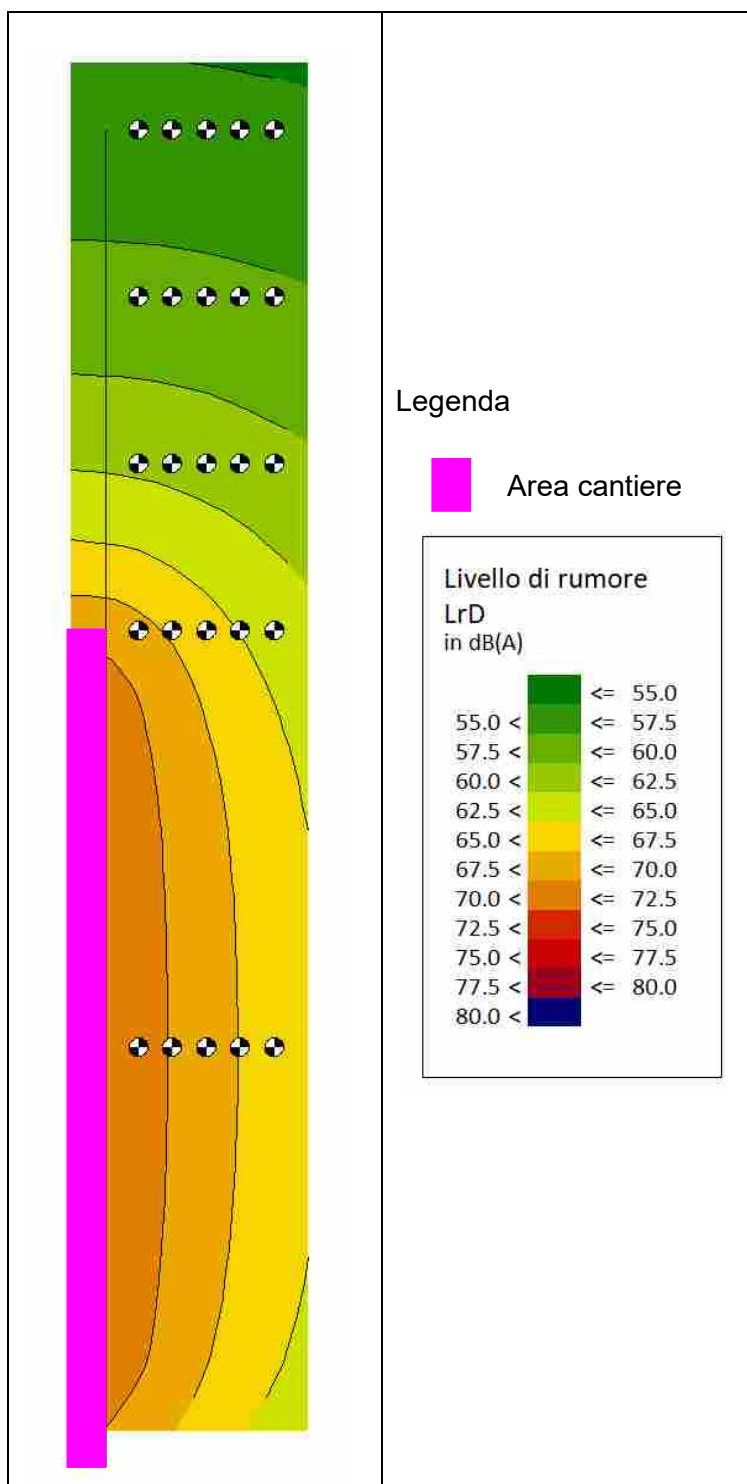 Legenda
Area cantiere
Livello di rumore
LrD
in dB(A)
<= 55.0
55.0 < <= 57.5
57.5 < <= 60.0
60.0 < <= 62.5
62.5 < <= 65.0
65.0 < <= 67.5
67.5 < <= 70.0
70.0 < <= 72.5
72.5 < <= 75.0
75.0 < <= 77.5
77.5 < <= 80.0
80.0 <